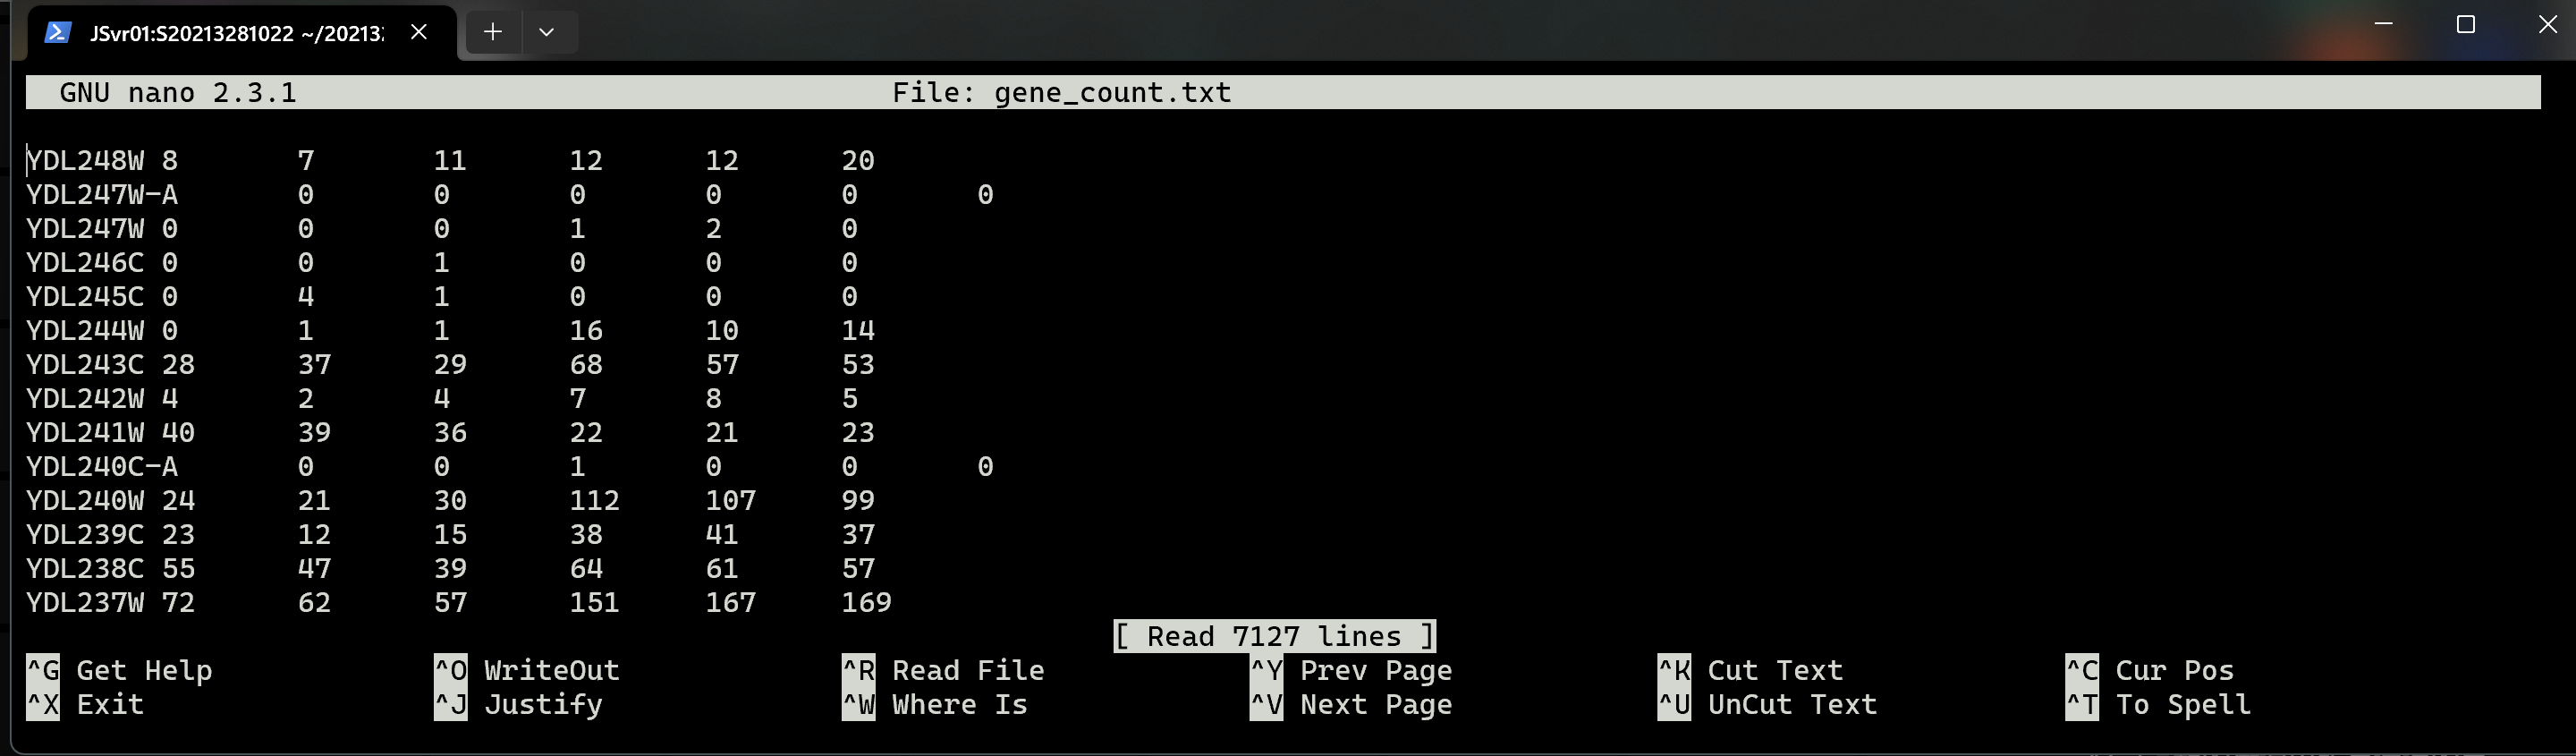 JSvr01:S20213281022 ~/20213
GNU nano 2.3.1 File: gene_count.txt
YDL248W 8 7 11 12 12 20
YDL247W-A 0 0 0 0 0 0
YDL247W 0 0 0 1 2 0
YDL246C 0 0 1 0 0 0
YDL245C 0 4 1 0 0 0
YDL244W 0 1 1 16 10 14
YDL243C 28 37 29 68 57 53
YDL242W 4 2 4 7 8 5
YDL241W 40 39 36 22 21 23
YDL240C-A 0 0 1 0 0 0
YDL240W 24 21 30 112 107 99
YDL239C 23 12 15 38 41 37
YDL238C 55 47 39 64 61 57
YDL237W 72 62 57 151 167 169
[ Read 7127 lines ]
^G Get Help ^O WriteOut ^R Read File ^Y Prev Page ^K Cut Text ^C Cur Pos
^X Exit ^J Justify ^W Where Is ^V Next Page ^U UnCut Text ^T To Spell